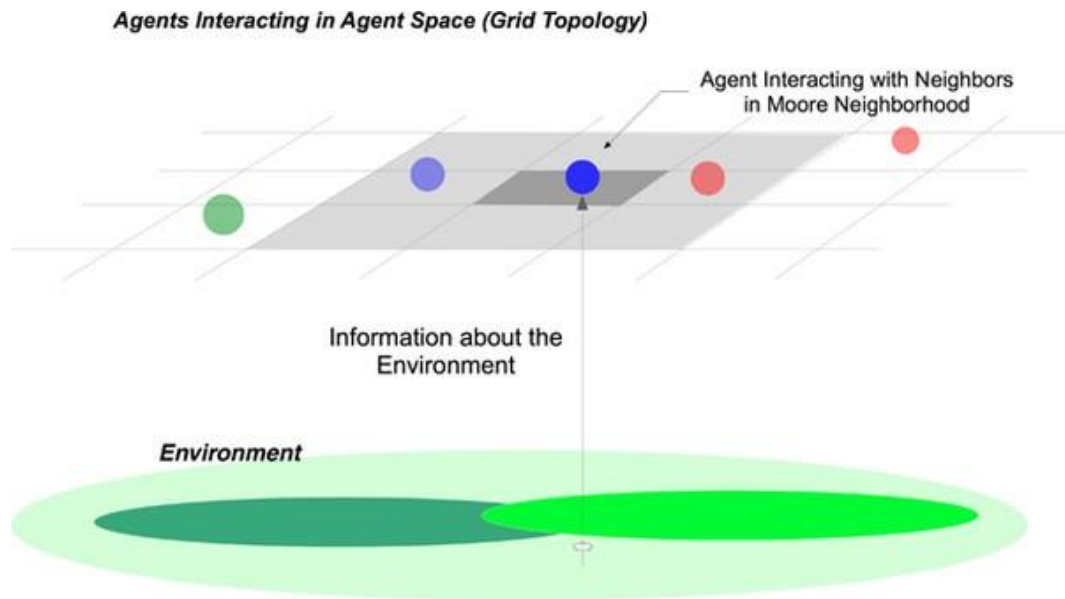 Agents Interacting in Agent Space (Grid Topology)
Agent Interacting with Neighbors
in Moore Neighborhood
Information about the
Environment
Environment